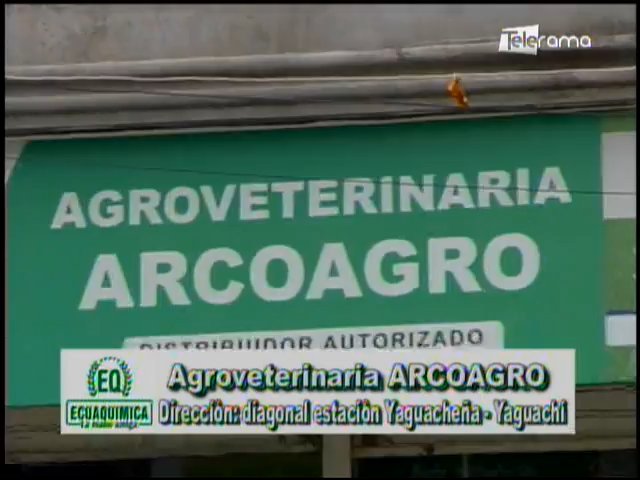 Telerama
AGROVETERINARIA
ARCOAGRO
DISTRIBUIDOR AUTORIZADO
EQ
ECUAQUIMICA
Agroveterinaria ARCOAGRO
Dirección: diagonal estación Yaguacheña - Yaguachi